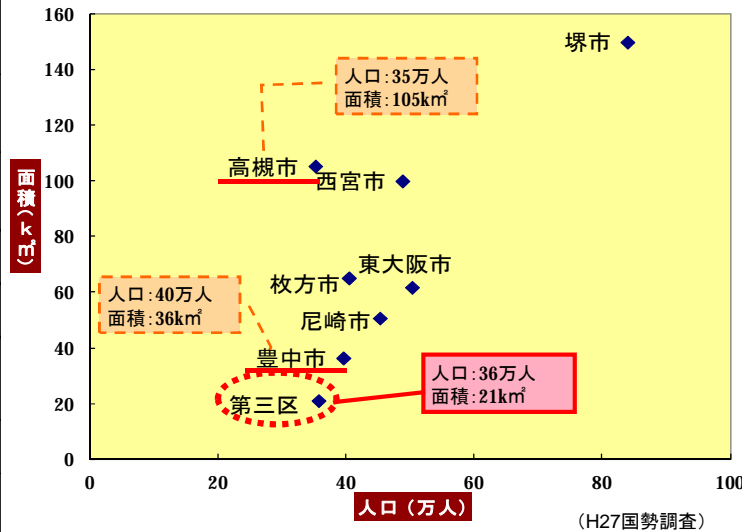 160
140
120
100
80
60
40
20
0
面積(k㎡)
堺市
人口:35万人
面積:105k㎡
高槻市
西宮市
東大阪市
枚方市
人口:40万人
面積:36k㎡
尼崎市
豊中市
人口:36万人
面積:21k㎡
第三区
0
20
40
60
80
100
人口(万人)
(H27国勢調査)